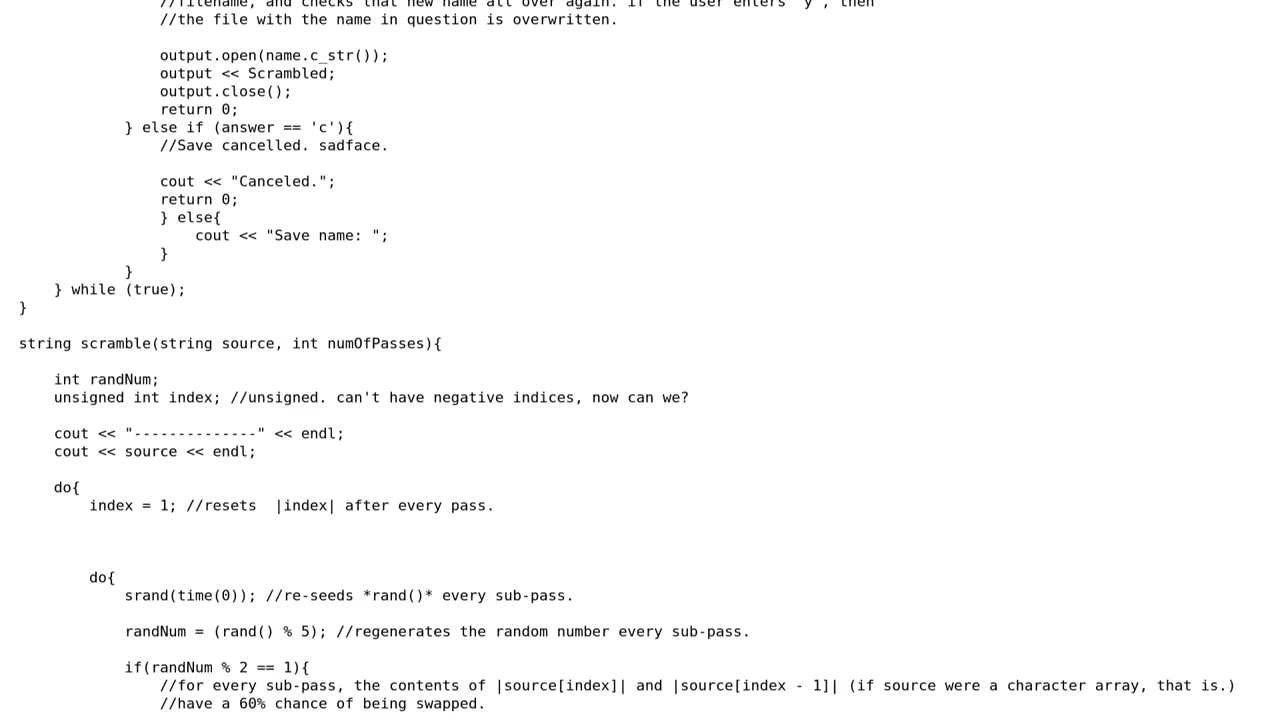 //filename, and checks that new name all over again. if the user enters 'y', then
//the file with the name in question is overwritten.
output.open(name.c_str());
output << Scrambled;
output.close();
return 0;
} else if (answer == 'c'){
//Save cancelled. sadface.
cout << "Canceled.";
return 0;
} else{
cout << "Save name: ";
}
}
} while (true);
}
string scramble(string source, int numOfPasses){
int randNum;
unsigned int index; //unsigned. can't have negative indices, now can we?
cout << "--------------" << endl;
cout << source << endl;
do{
index = 1; //resets  |index| after every pass.
do{
srand(time(0)); //re-seeds *rand()* every sub-pass.
randNum = (rand() % 5); //regenerates the random number every sub-pass.
if(randNum % 2 == 1){
//for every sub-pass, the contents of |source[index]| and |source[index - 1]| (if source were a character array, that is.)
//have a 60% chance of being swapped.